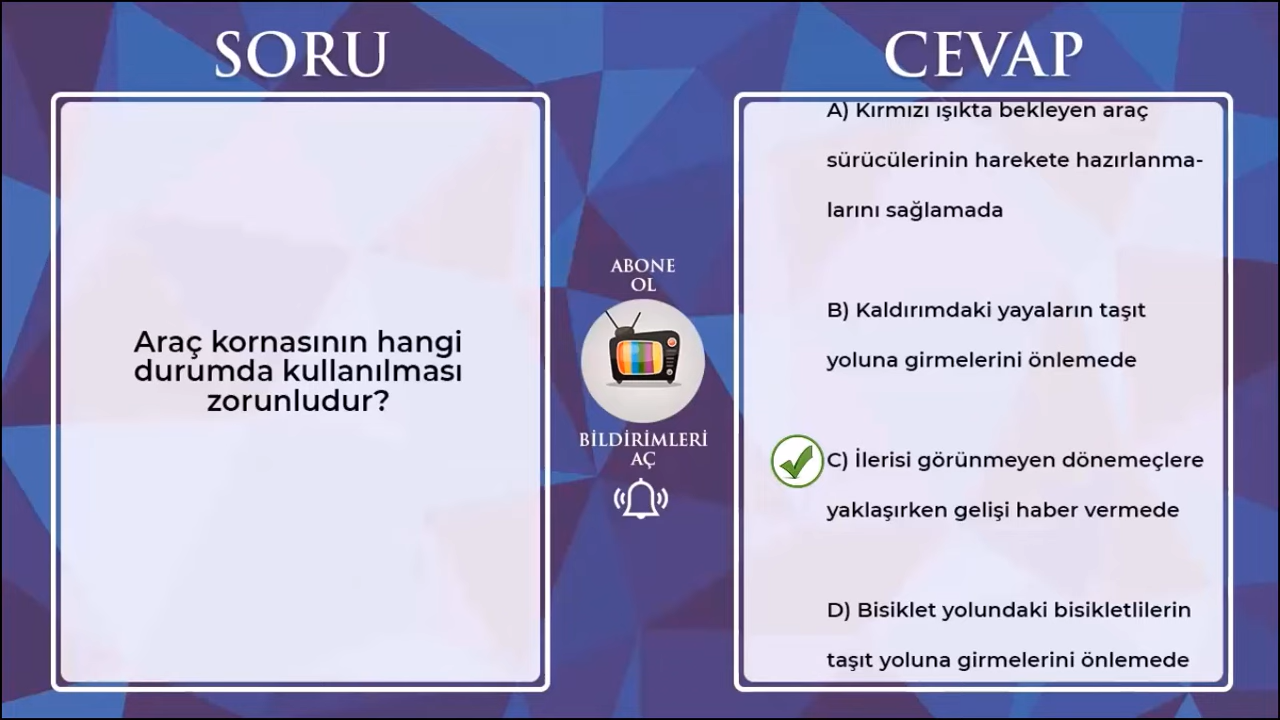 SORU
Araç kornasının hangi
durumda kullanılması
zorunludur?
ABONE
OL
BİLDİRİMLERİ
AÇ
CEVAP
A) Kırmızı ışıkta bekleyen araç
sürücülerinin harekete hazırlanma-
larını sağlamada
B) Kaldırımdaki yayaların taşıt
yoluna girmelerini önlemede
C) İlerisi görünmeyen dönemeçlere
yaklaşırken gelişi haber vermede
D) Bisiklet yolundaki bisikletlilerin
taşıt yoluna girmelerini önlemede